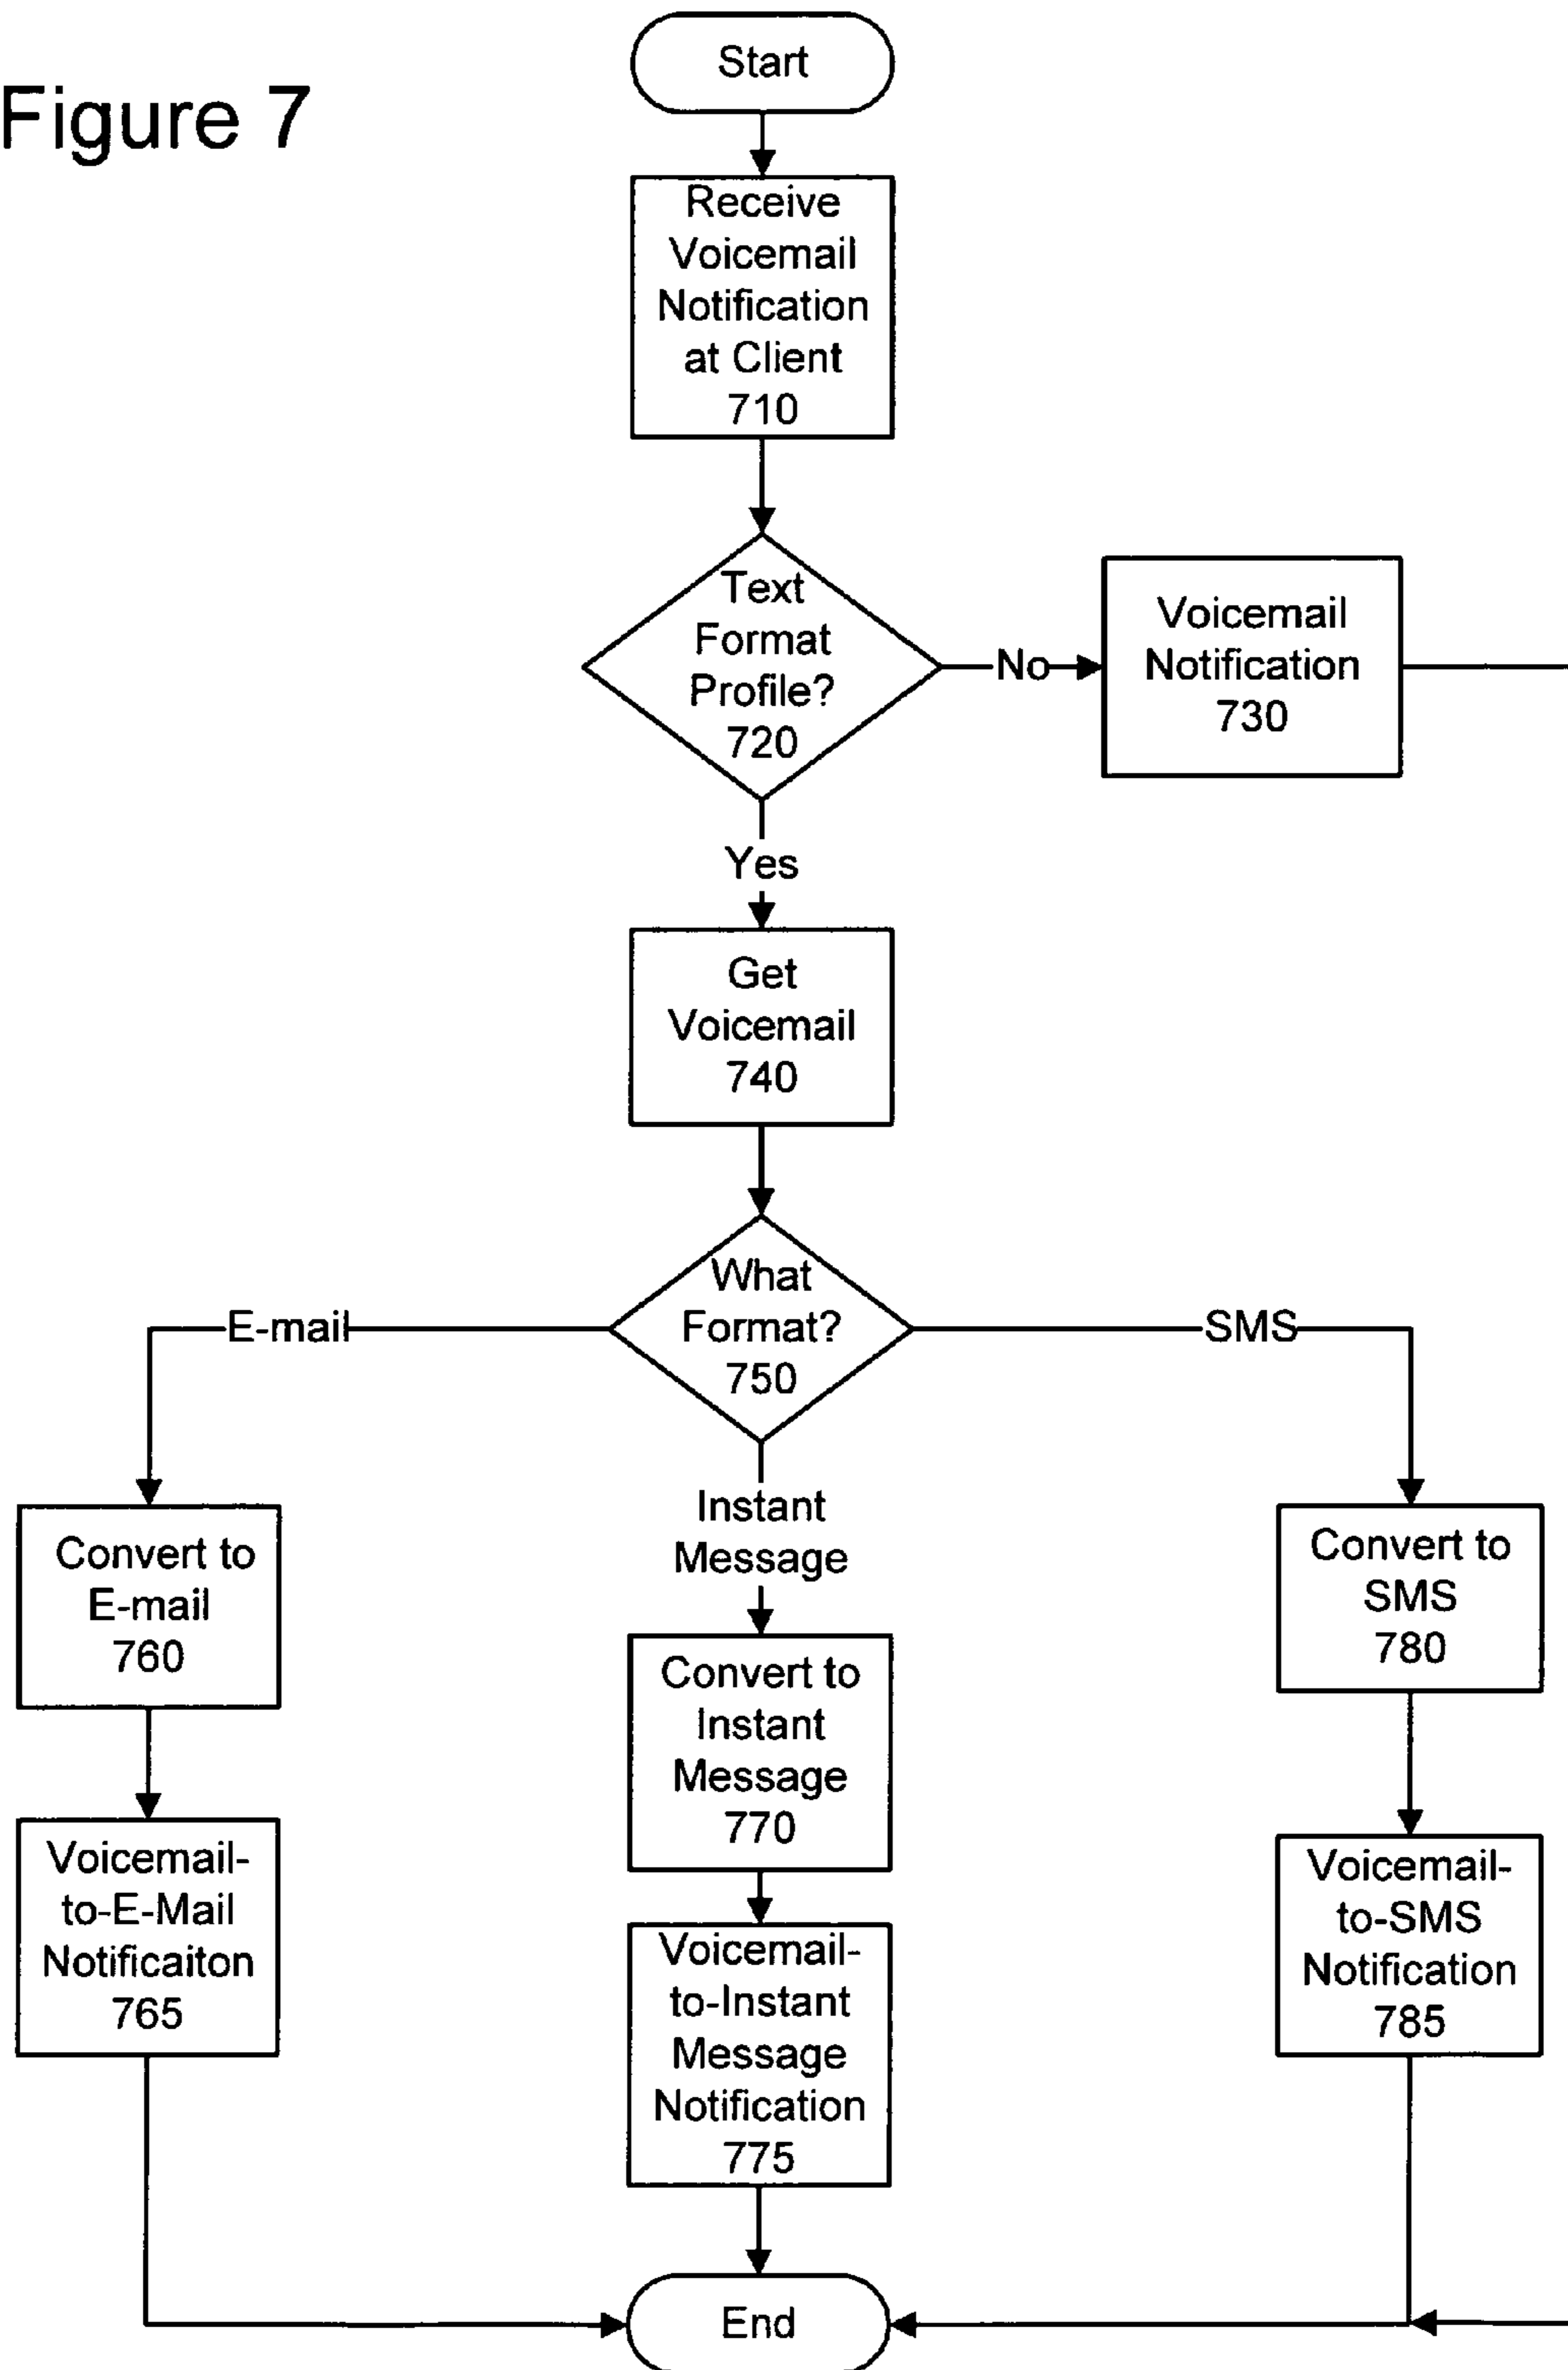 Figure 7
Start
Receive
Voicemail
Notification
at Client
710
Text
Format
Profile?
720
No
Voicemail
Notification
730
Yes
Get
Voicemail
740
What
Format?
750
E-mail
SMS
Instant
Message
Convert to
E-mail
760
Convert to
Instant
Message
770
Convert to
SMS
780
Voicemail-
to-E-Mail
Notificaiton
765
Voicemail-
to-Instant
Message
Notification
775
Voicemail-
to-SMS
Notification
785
End